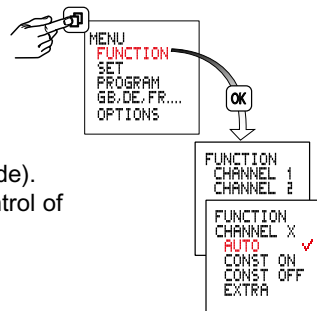 MENU
FUNCTION
SET
PROGRAM
GB,DE,FR....
OPTIONS
OK
de).
ntrol of
FUNCTION
CHANNEL 1
CHANNEL 2
FUNCTION
CHANNEL X
AUTO ✓
CONST ON
CONST OFF
EXTRA